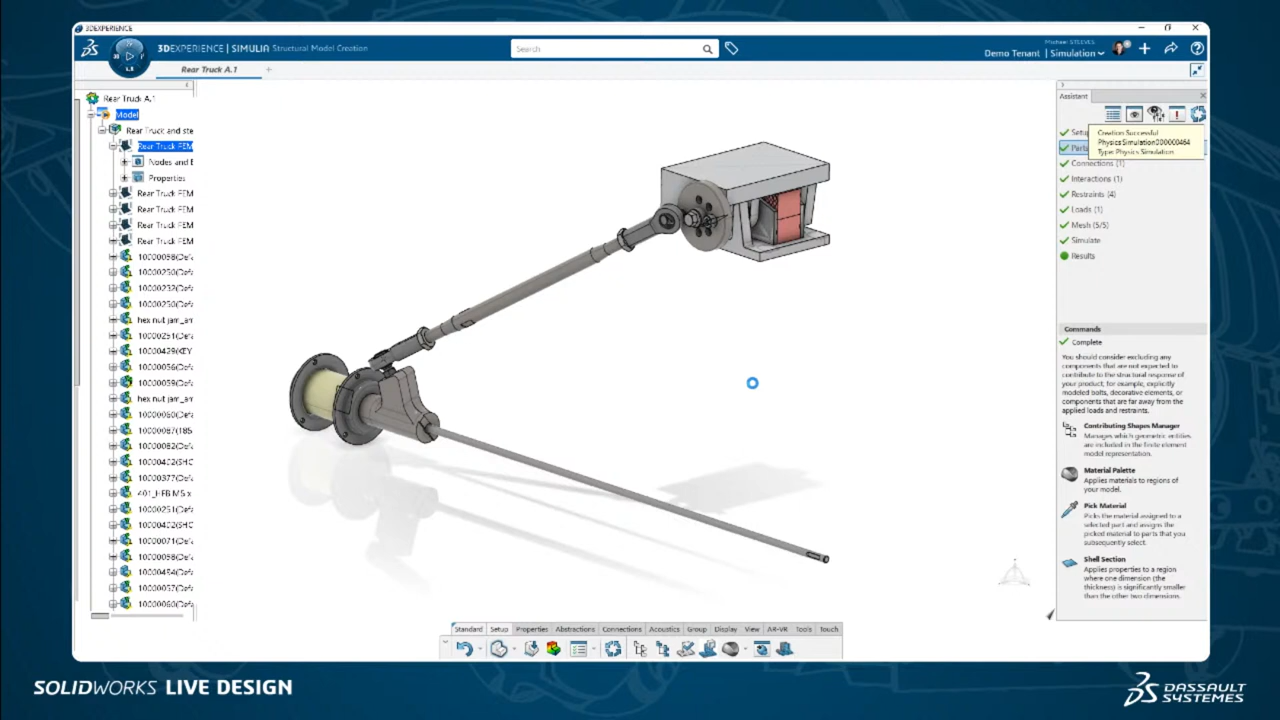 3DEXPERIENCE
3DEXPERIENCE | SIMULIA Structural Model Creation
Search
Michael STEEVES
Demo Tenant | Simulation
Rear Truck A.1
Rear Truck A.1
Model
Rear Truck and ste
Rear Truck FEM
Nodes and E
Properties
Rear Truck FEM
Rear Truck FEM
Rear Truck FEM
Rear Truck FEM
hex nut jam_am
hex nut jam_am
Assistant
Creation Successful
Physics Simulation000000464
Type: Physics Simulation
Setup
Parts
Connections (1)
Interactions (1)
Restraints (4)
Loads (1)
Mesh (5/5)
Simulate
Results
Commands
Complete
You should consider excluding any
components that are not expected to
contribute to the structural response of
your product, for example, explicitly
modeled bolts, decorative elements, or
components that are far away from the
applied loads and restraints.
Contributing Shapes Manager
Manages which geometric entities
are included in the finite element
model representation.
Material Palette
Applies materials to regions of
your model.
Pick Material
Picks the material assigned to a
selected part and assigns the
picked material to parts that you
subsequently select.
Shell Section
Applies properties to a region
where one dimension (the
thickness) is significantly smaller
than the other two dimensions.
Standard Setup Properties Abstractions Connections Acoustics Group Display View AR-VR Tools Touch
SOLIDWORKS LIVE DESIGN
DASSAULT
SYSTEMES